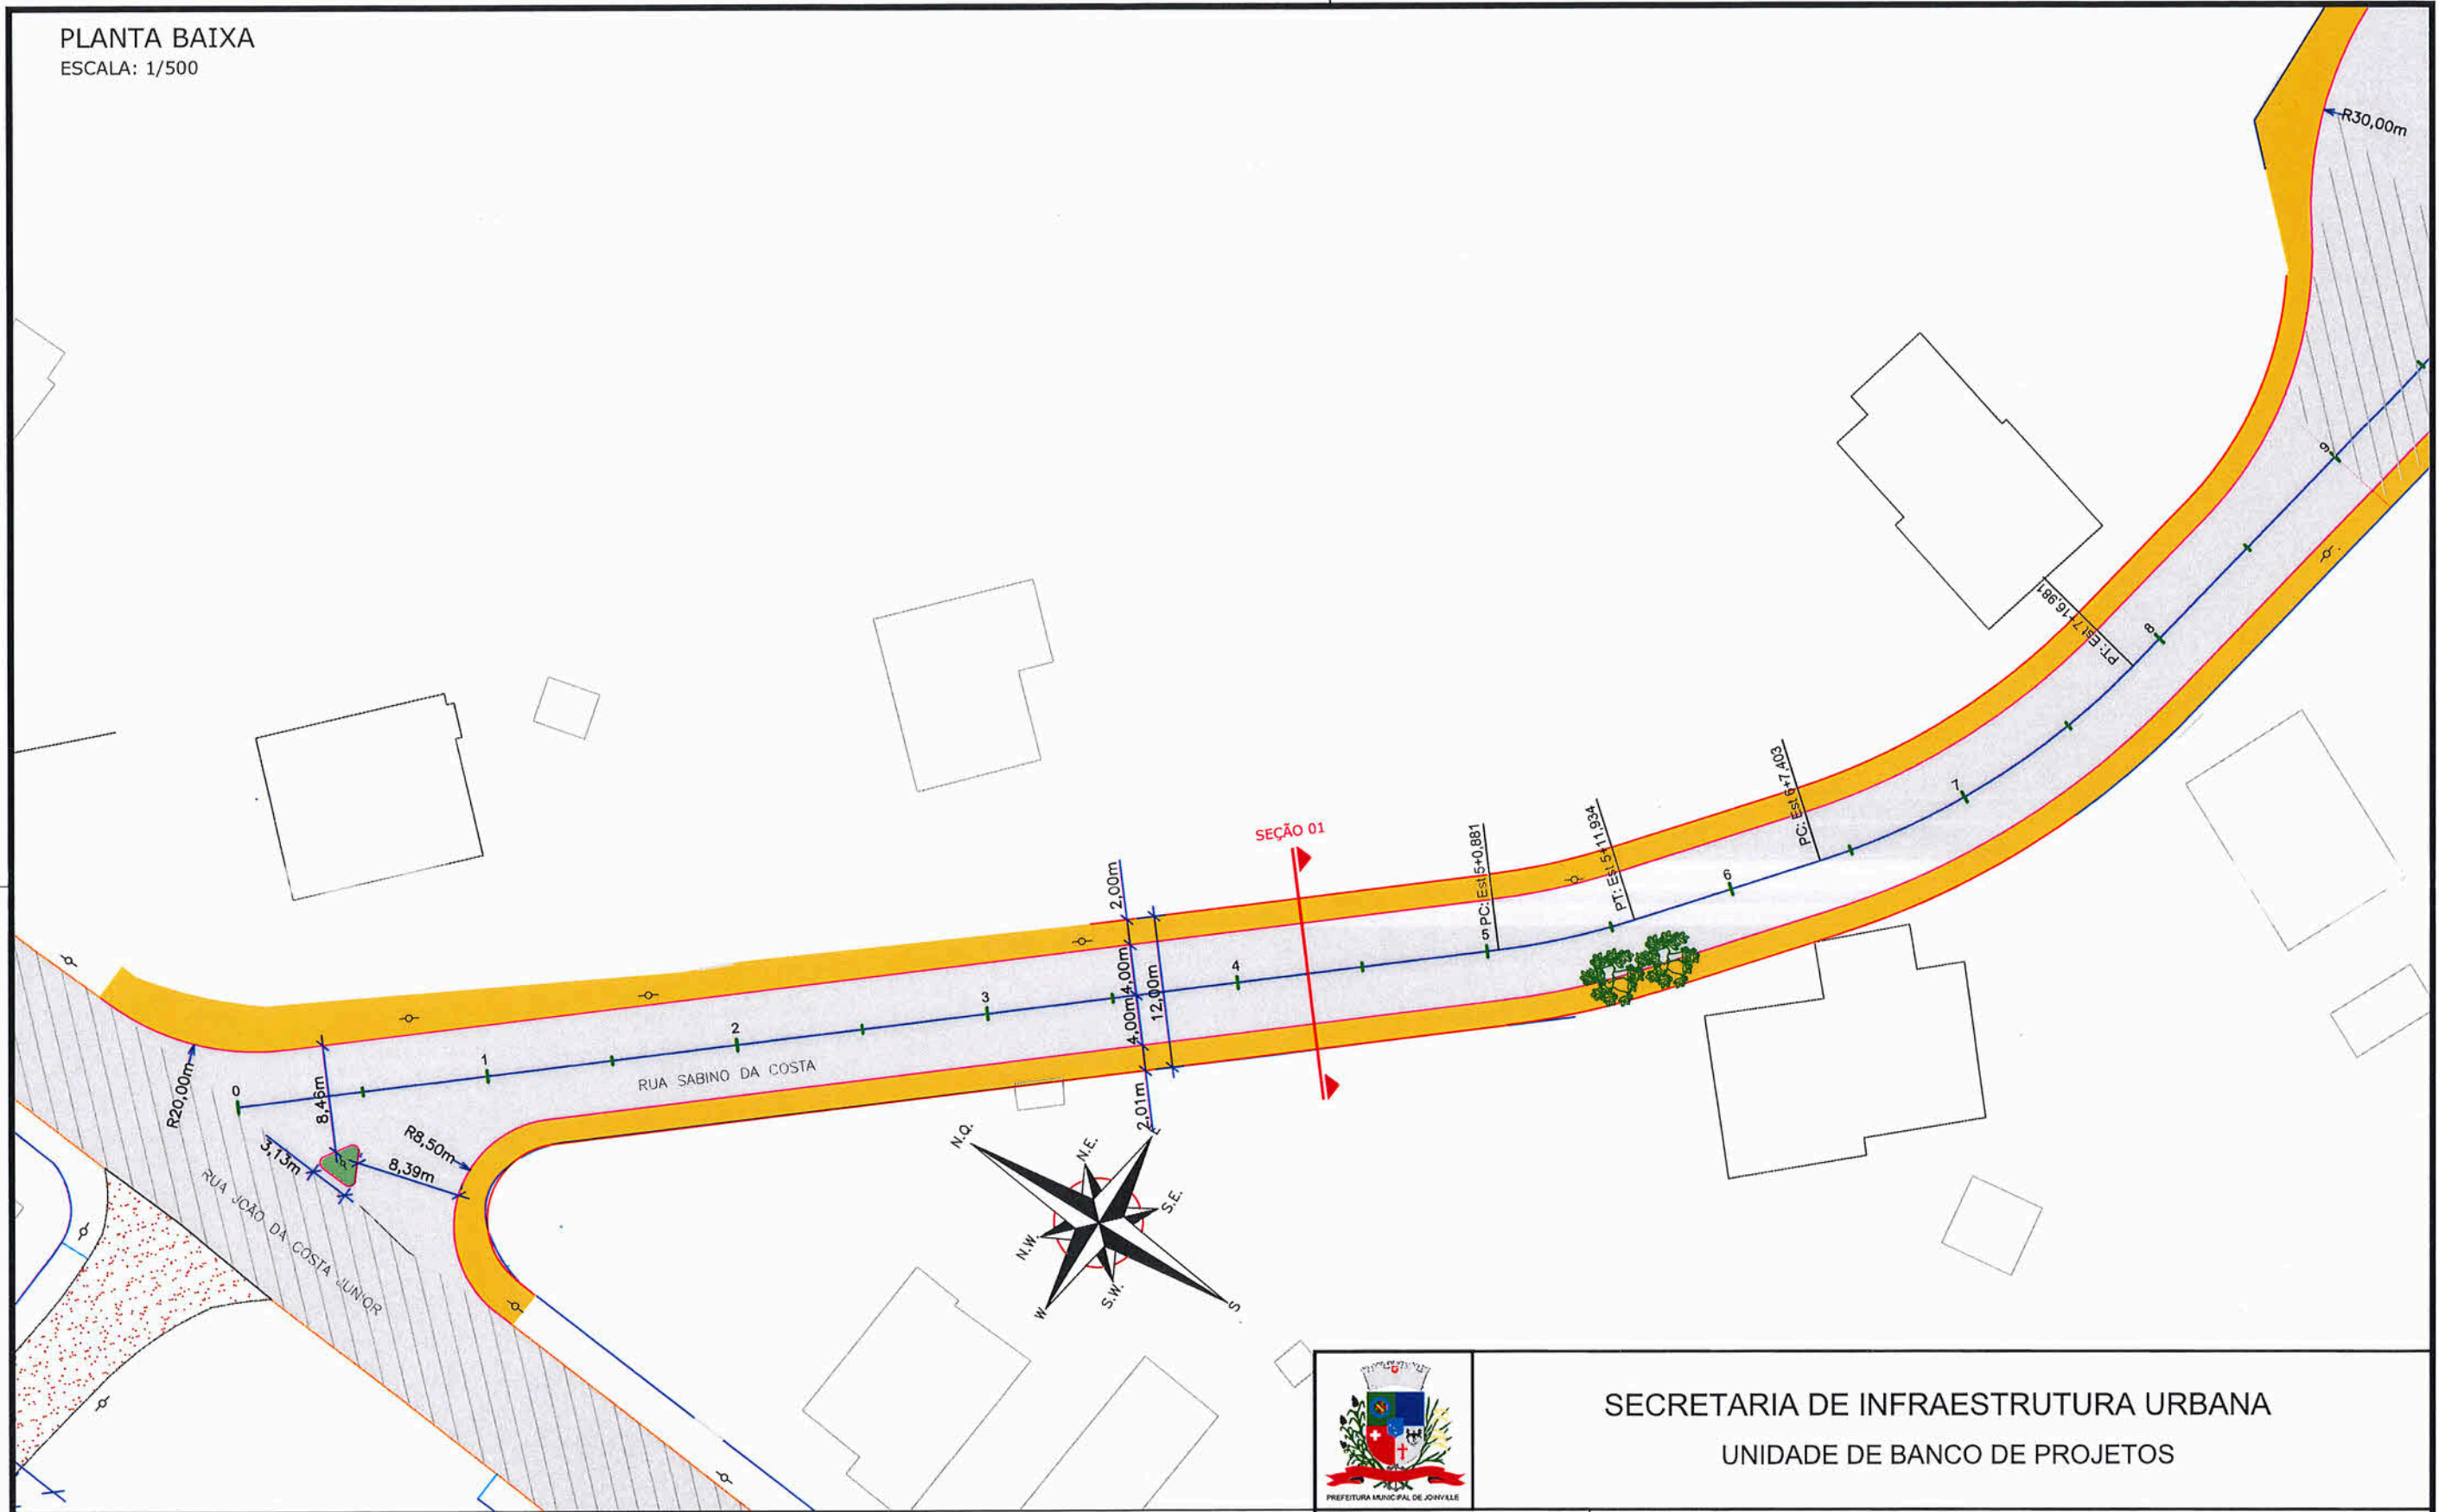 PLANTA BAIXA
ESCALA: 1/500
R30,00m
9
PT: Est 7+16,981
8
PC: Est 6+7,403
7
PT: Est 5+11,934
6
PC: Est 5+0,881
5
SEÇÃO 01
4
2,00m
4,00m
4,00m
12,00m
2,01m
3
2
1
0
RUA SABINO DA COSTA
R20,00m
8,46m
R8,50m
8,39m
3,13m
RUA JOÃO DA COSTA JUNIOR
N.Q.
N.E.
E
S.E.
N.W.
W
S.W.
S
PREFEITURA MUNICIPAL DE JOINVILLE
SECRETARIA DE INFRAESTRUTURA URBANA
UNIDADE DE BANCO DE PROJETOS